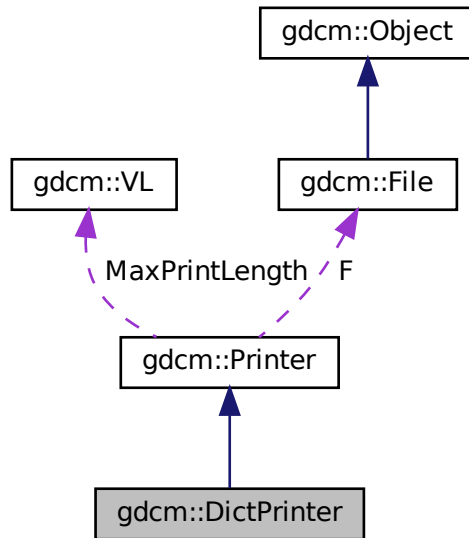 gdcm::Object
gdcm::VL
gdcm::File
MaxPrintLength
F
gdcm::Printer
gdcm::DictPrinter